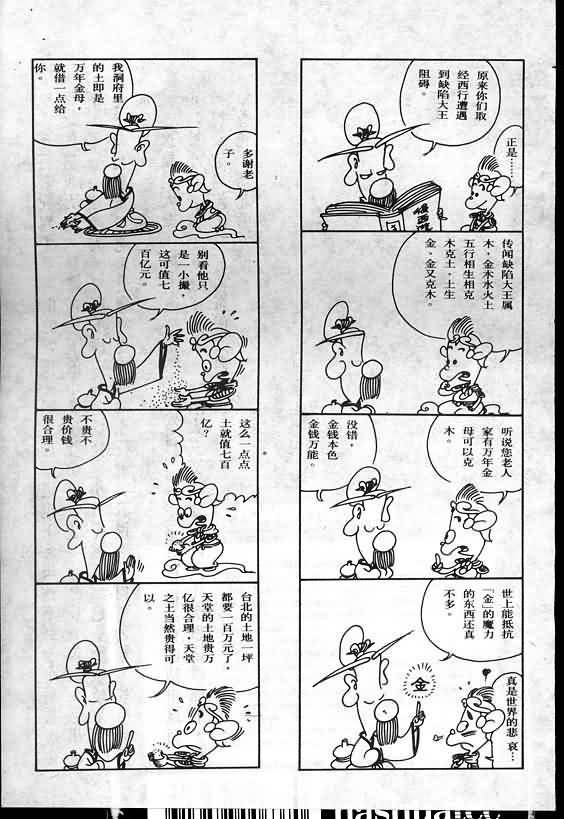 原来你们取
经西行遭遇
到缺陷大王
阻碍。
正是……
漫西游
传闻缺陷大王属
木，金木水火土
五行相生相克
木克土，土生
金，金又克木。
听说您老人
家有万年金
母可以克
木。
没错，
金钱本色
金钱万能。
世上能抵抗
「金」的魔力
的东西还真
不多。
金
真是世界的悲哀…
我洞府里
的土即是
万年金母，
就借一点给
你。
多谢老
子。
别看他只
是一小撮，
这可值七
百亿元。
这么一点点
土就值七百
亿？
不贵不
贵价钱
很合理。
台北的土地一坪
都要一百万元了，
天堂的土地贵万
亿很合理，天堂
之土当然贵得可
以。